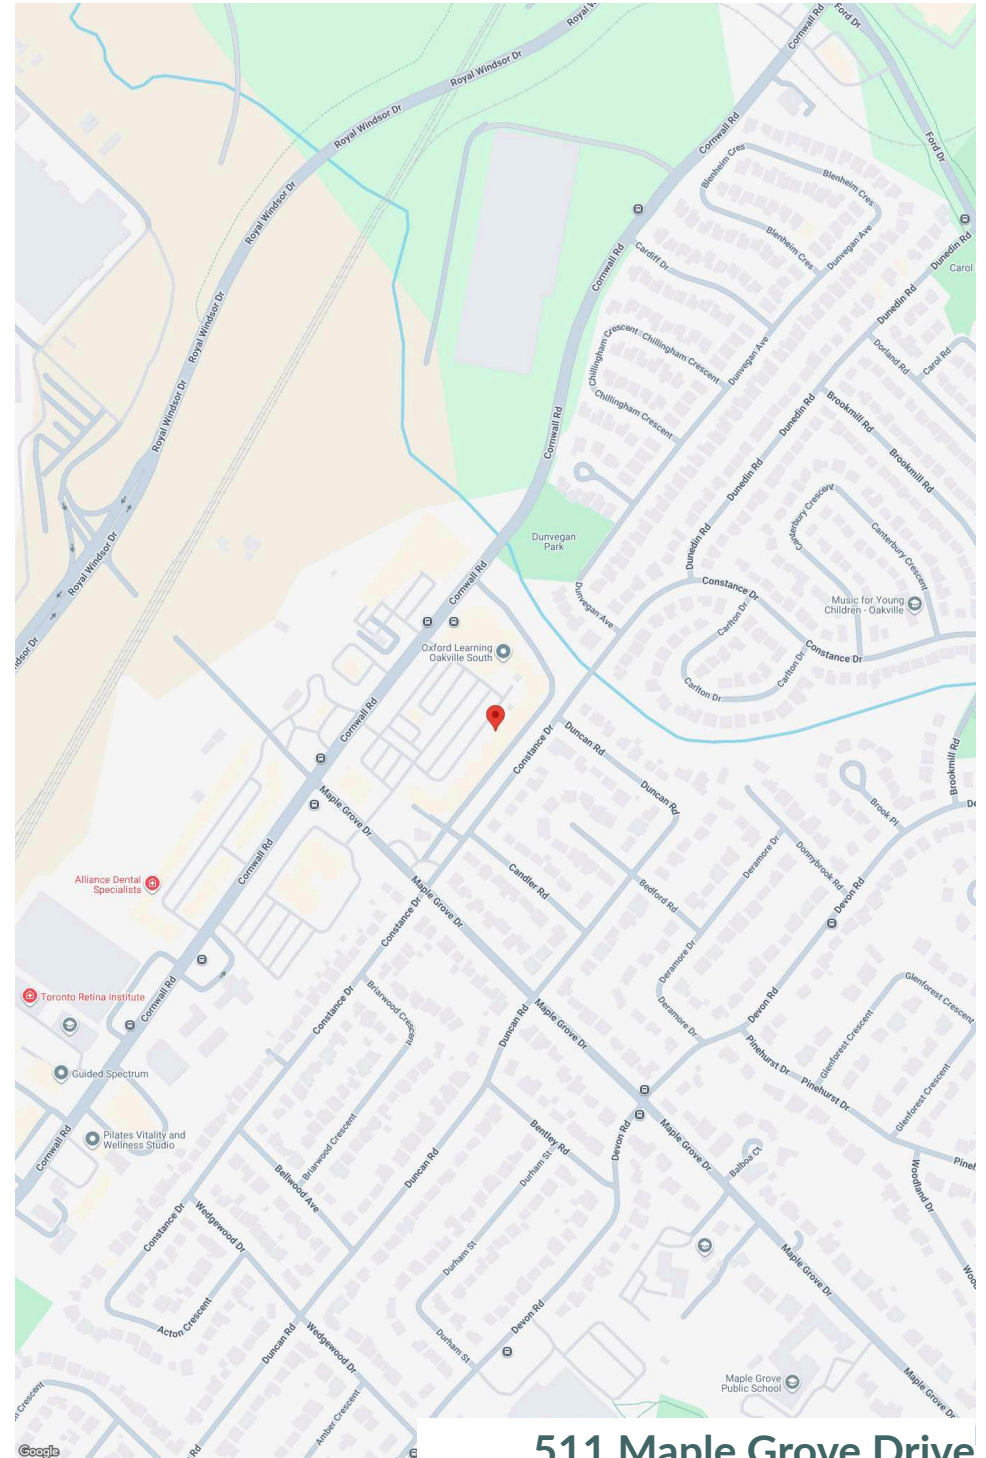 Cornwall Rd
Ford Dr
Royal Windsor Dr
Royal Windsor Dr
Cornwall Rd
Ford Dr
Blenheim Cres
Blenheim Cres
Royal Windsor Dr
Blenheim Cres
Dunvegan Ave
Dunedin Rd
Carol
Cardiff Dr
Cornwall Rd
Royal Windsor Dr
Dunedin Rd
Chillingham Crescent
Chillingham Crescent
Dunvegan Ave
Dorland Rd
Carol Rd
Royal Windsor Dr
Chillingham Crescent
Dunedin Rd
Brookmill Rd
Cornwall Rd
Brookmill Rd
Dunedin Rd
Canterbury Crescent
Canterbury Crescent
Royal Windsor Dr
Dunvegan
Park
Dunedin Rd
Cornwall Rd
Dunvegan Ave
Constance Dr
Music for Young
Children - Oakville
Carlton Dr
Constance Dr
Oxford Learning
Oakville South
Carlton Dr
Carlton Dr
Cornwall Rd
Constance Dr
Duncan Rd
Brookmill Rd
Duncan Rd
Maple Grove Dr
Brook Pl
Deramore Dr
Donnybrook Rd
Cornwall Rd
Candler Rd
Alliance Dental
Specialists
Maple Grove Dr
Bedford Rd
Devon Rd
Constance Dr
Deramore Dr
Glenforest Crescent
Toronto Retina Institute
Cornwall Rd
Constance Dr
Briarwood Crescent
Duncan Rd
Maple Grove Dr
Deramore Dr
Devon Rd
Glenforest Crescent
Guided Spectrum
Pinehurst Dr
Pinehurst Dr
Glenforest Crescent
Pilates Vitality and
Wellness Studio
Cornwall Rd
Briarwood Crescent
Bentley Rd
Devon Rd
Maple Grove Dr
Balboa Ct
Bellwood Ave
Duncan Rd
Durham St
Woodland Dr
Constance Dr
Wedgewood Dr
Durham St
Maple Grove Dr
Acton Crescent
Duncan Rd
Wedgewood Dr
Devon Rd
Durham St
Maple Grove
Public School
Maple Grove Dr
Crescent
Amber Crescent
Rd
Google
511 Maple Grove Drive